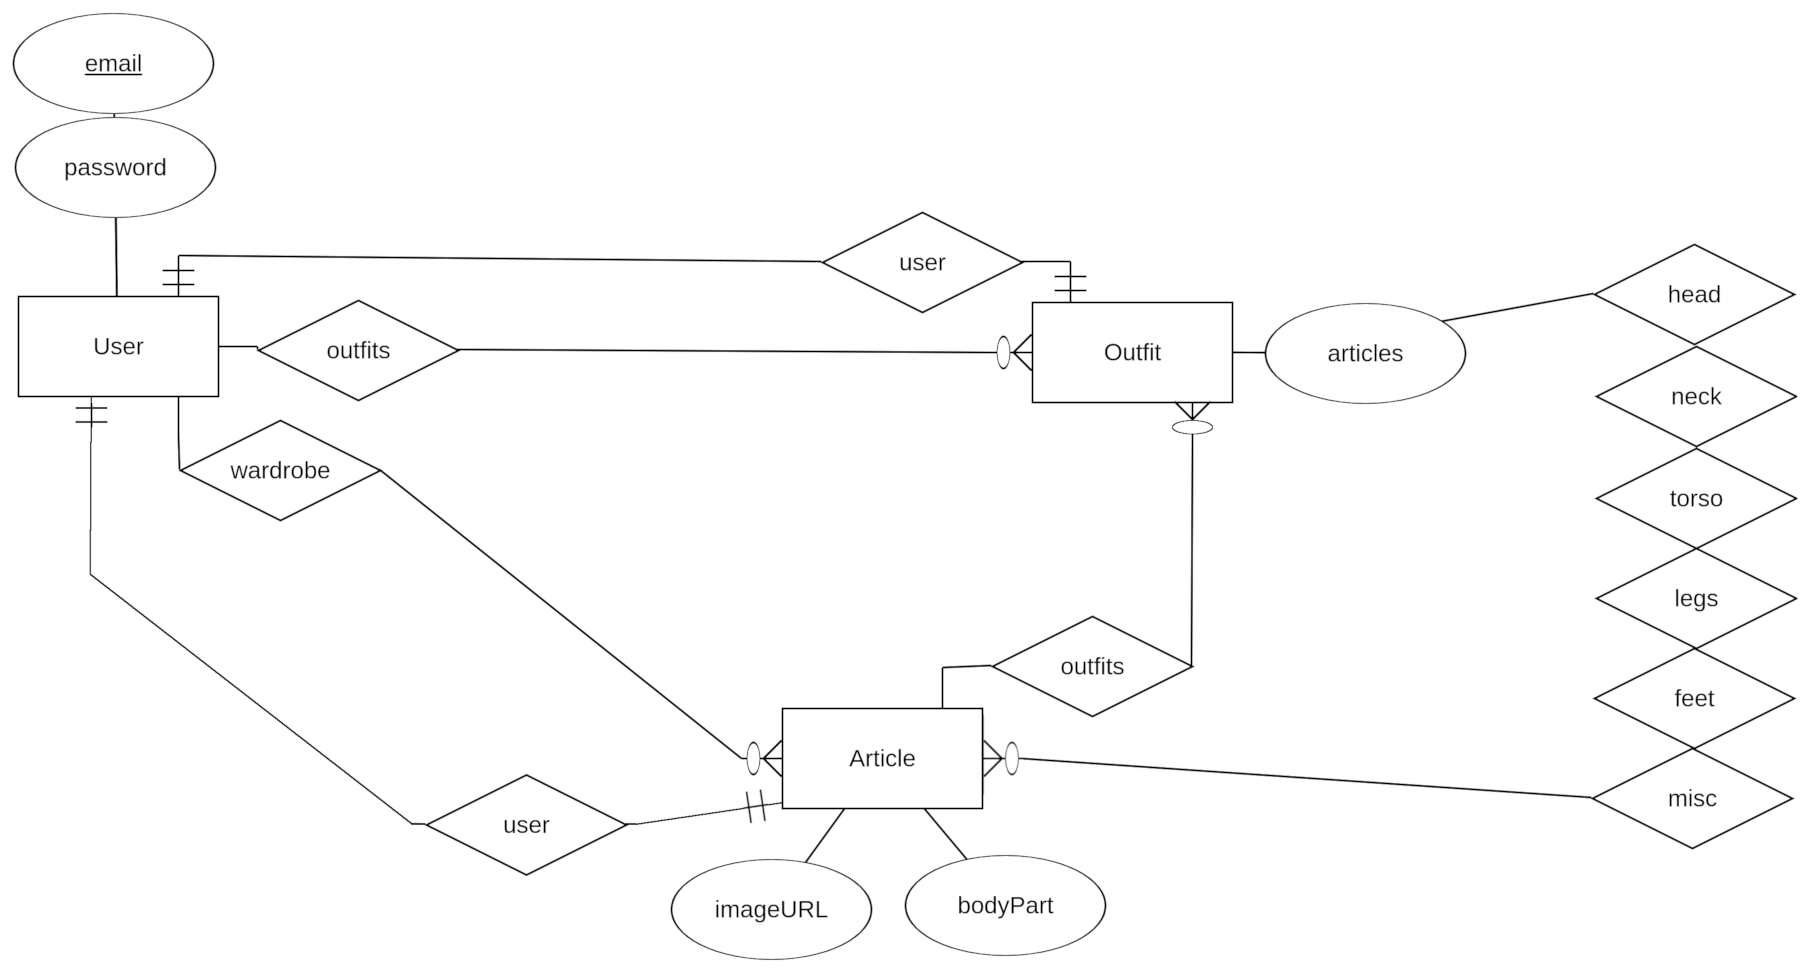 email
password
user
head
User
outfits
Outfit
articles
neck
wardrobe
torso
legs
outfits
feet
Article
misc
user
imageURL
bodyPart